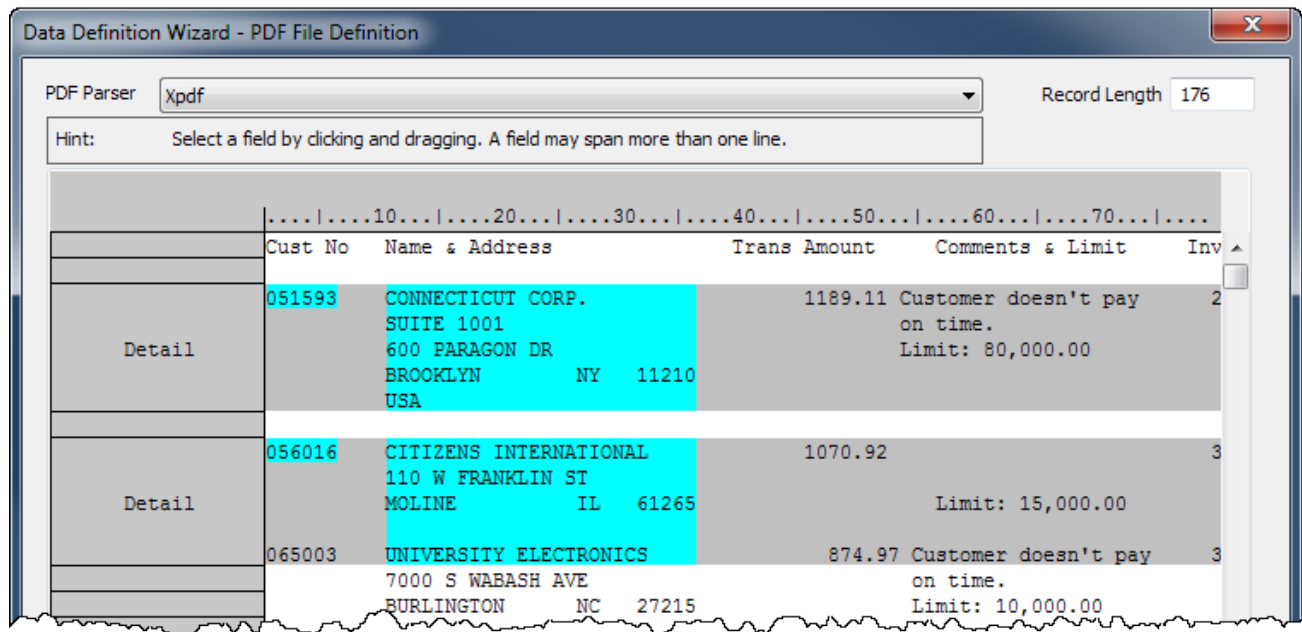 Data Definition Wizard - PDF File Definition
PDF Parser Xpdf Record Length 176
Hint: Select a field by clicking and dragging. A field may span more than one line.
....|....10...|....20...|....30...|....40...|....50...|....60...|....70...|....
Cust No Name & Address Trans Amount Comments & Limit Inv
051593 CONNECTICUT CORP. 1189.11 Customer doesn't pay 2
SUITE 1001 on time.
Detail 600 PARAGON DR Limit: 80,000.00
BROOKLYN NY 11210
USA
056016 CITIZENS INTERNATIONAL 1070.92 3
110 W FRANKLIN ST
Detail MOLINE IL 61265 Limit: 15,000.00
065003 UNIVERSITY ELECTRONICS 874.97 Customer doesn't pay 3
7000 S WABASH AVE on time.
BURLINGTON NC 27215 Limit: 10,000.00